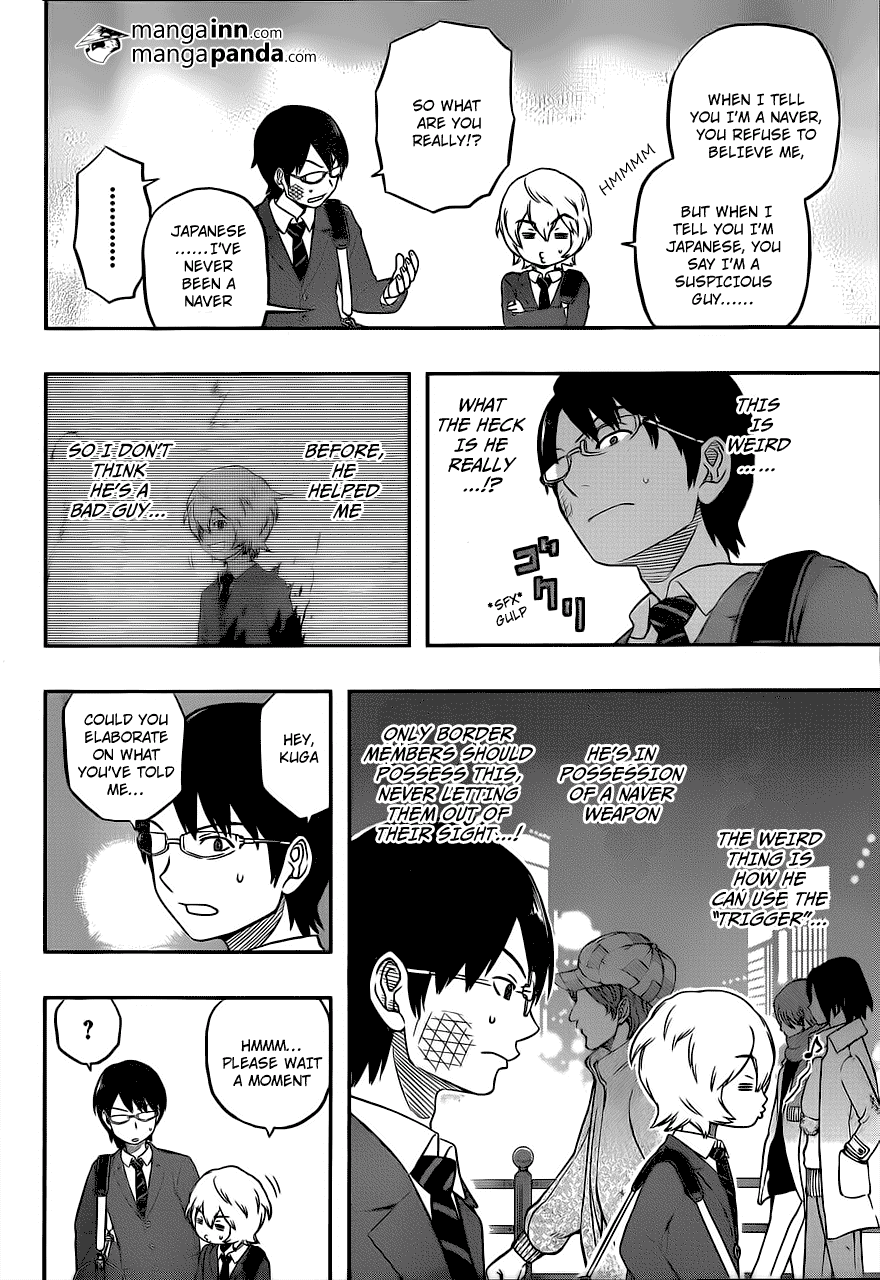 mangainn.com
mangapanda.com
WHEN I TELL
YOU I'M A NAVER,
YOU REFUSE TO
BELIEVE ME,
BUT WHEN I
TELL YOU I'M
JAPANESE, YOU
SAY I'M A
SUSPICIOUS
GUY......
HMMMM
SO WHAT
ARE YOU
REALLY!?
JAPANESE
......I'VE
NEVER
BEEN A
NAVER
.........
THIS
IS
WEIRD
......
WHAT
THE HECK
IS HE
REALLY
...!?
ゴク
ゴクリ
*SFX*
GULP
BEFORE,
HE
HELPED
ME
SO I DON'T
THINK
HE'S A
BAD GUY...
THE WEIRD
THING IS
HOW HE
CAN USE THE
"TRIGGER"...
HE'S IN
POSSESSION
OF A NAVER
WEAPON
ONLY BORDER
MEMBERS SHOULD
POSSESS THIS,
NEVER LETTING
THEM OUT OF
THEIR SIGHT...!
HEY,
KUGA
COULD YOU
ELABORATE
ON WHAT
YOU'VE TOLD
ME...
HMMM...
PLEASE WAIT
A MOMENT
?